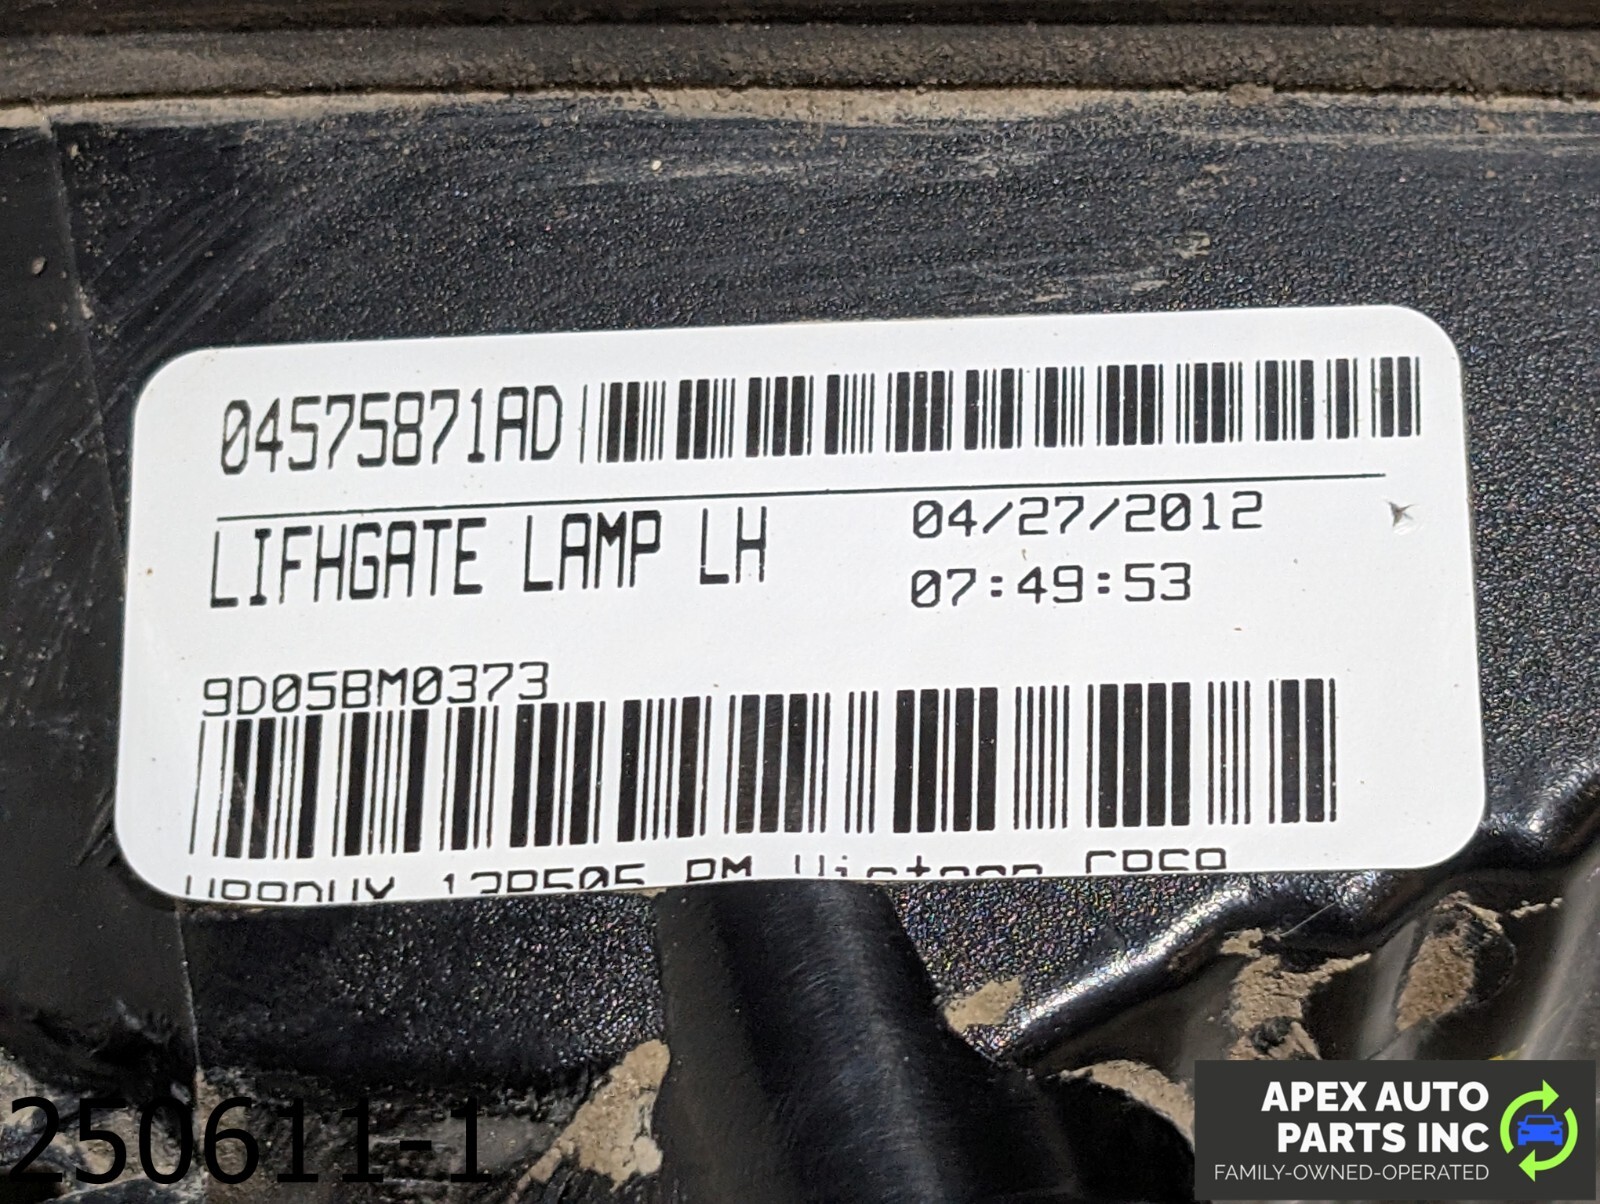 04575871AD
LIFHGATE LAMP LH
04/27/2012
07:49:53
9D05BM0373
250611-1
APEX AUTO
PARTS INC
FAMILY-OWNED-OPERATED